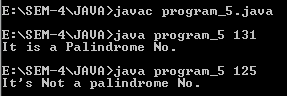 E:\SEM-4\JAVA>javac program_5.java
E:\SEM-4\JAVA>java program_5 131
It is a Palindrome No.
E:\SEM-4\JAVA>java program_5 125
It's Not a palindrome No.